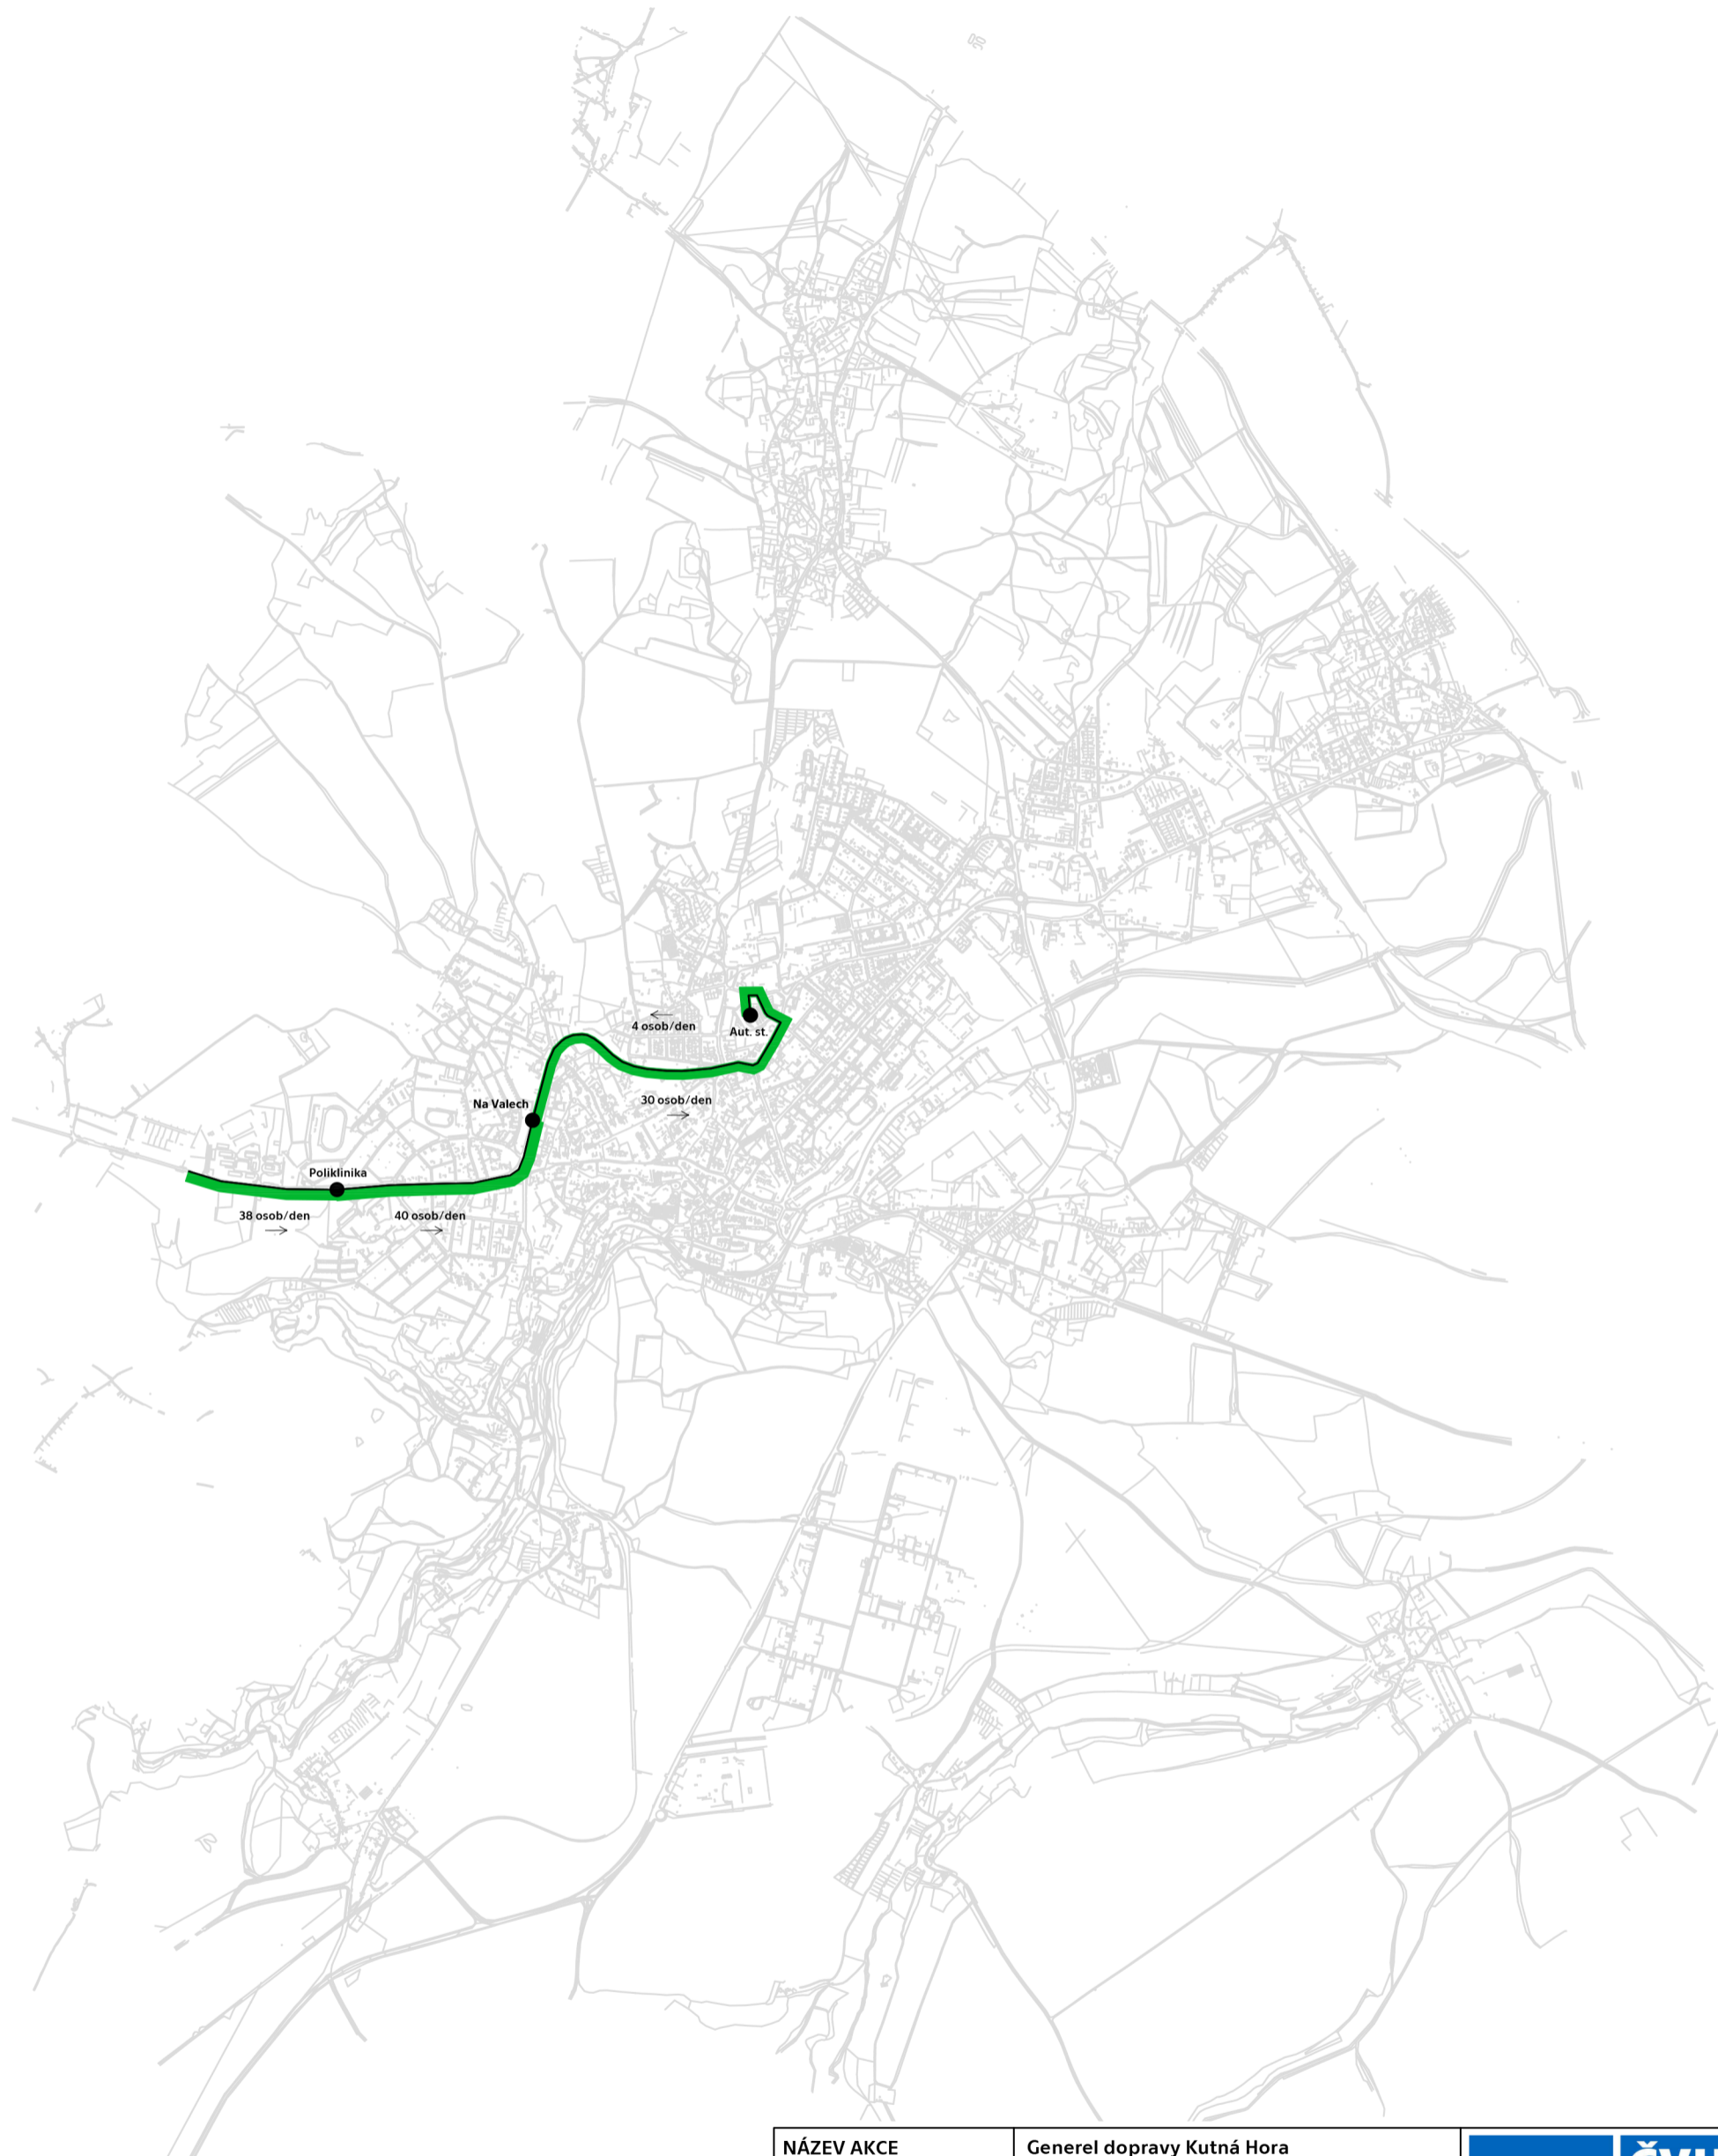 4 osob/den
Aut. st.
30 osob/den
Na Valech
Poliklinika
38 osob/den
40 osob/den
NÁZEV AKCE
Generel dopravy Kutná Hora